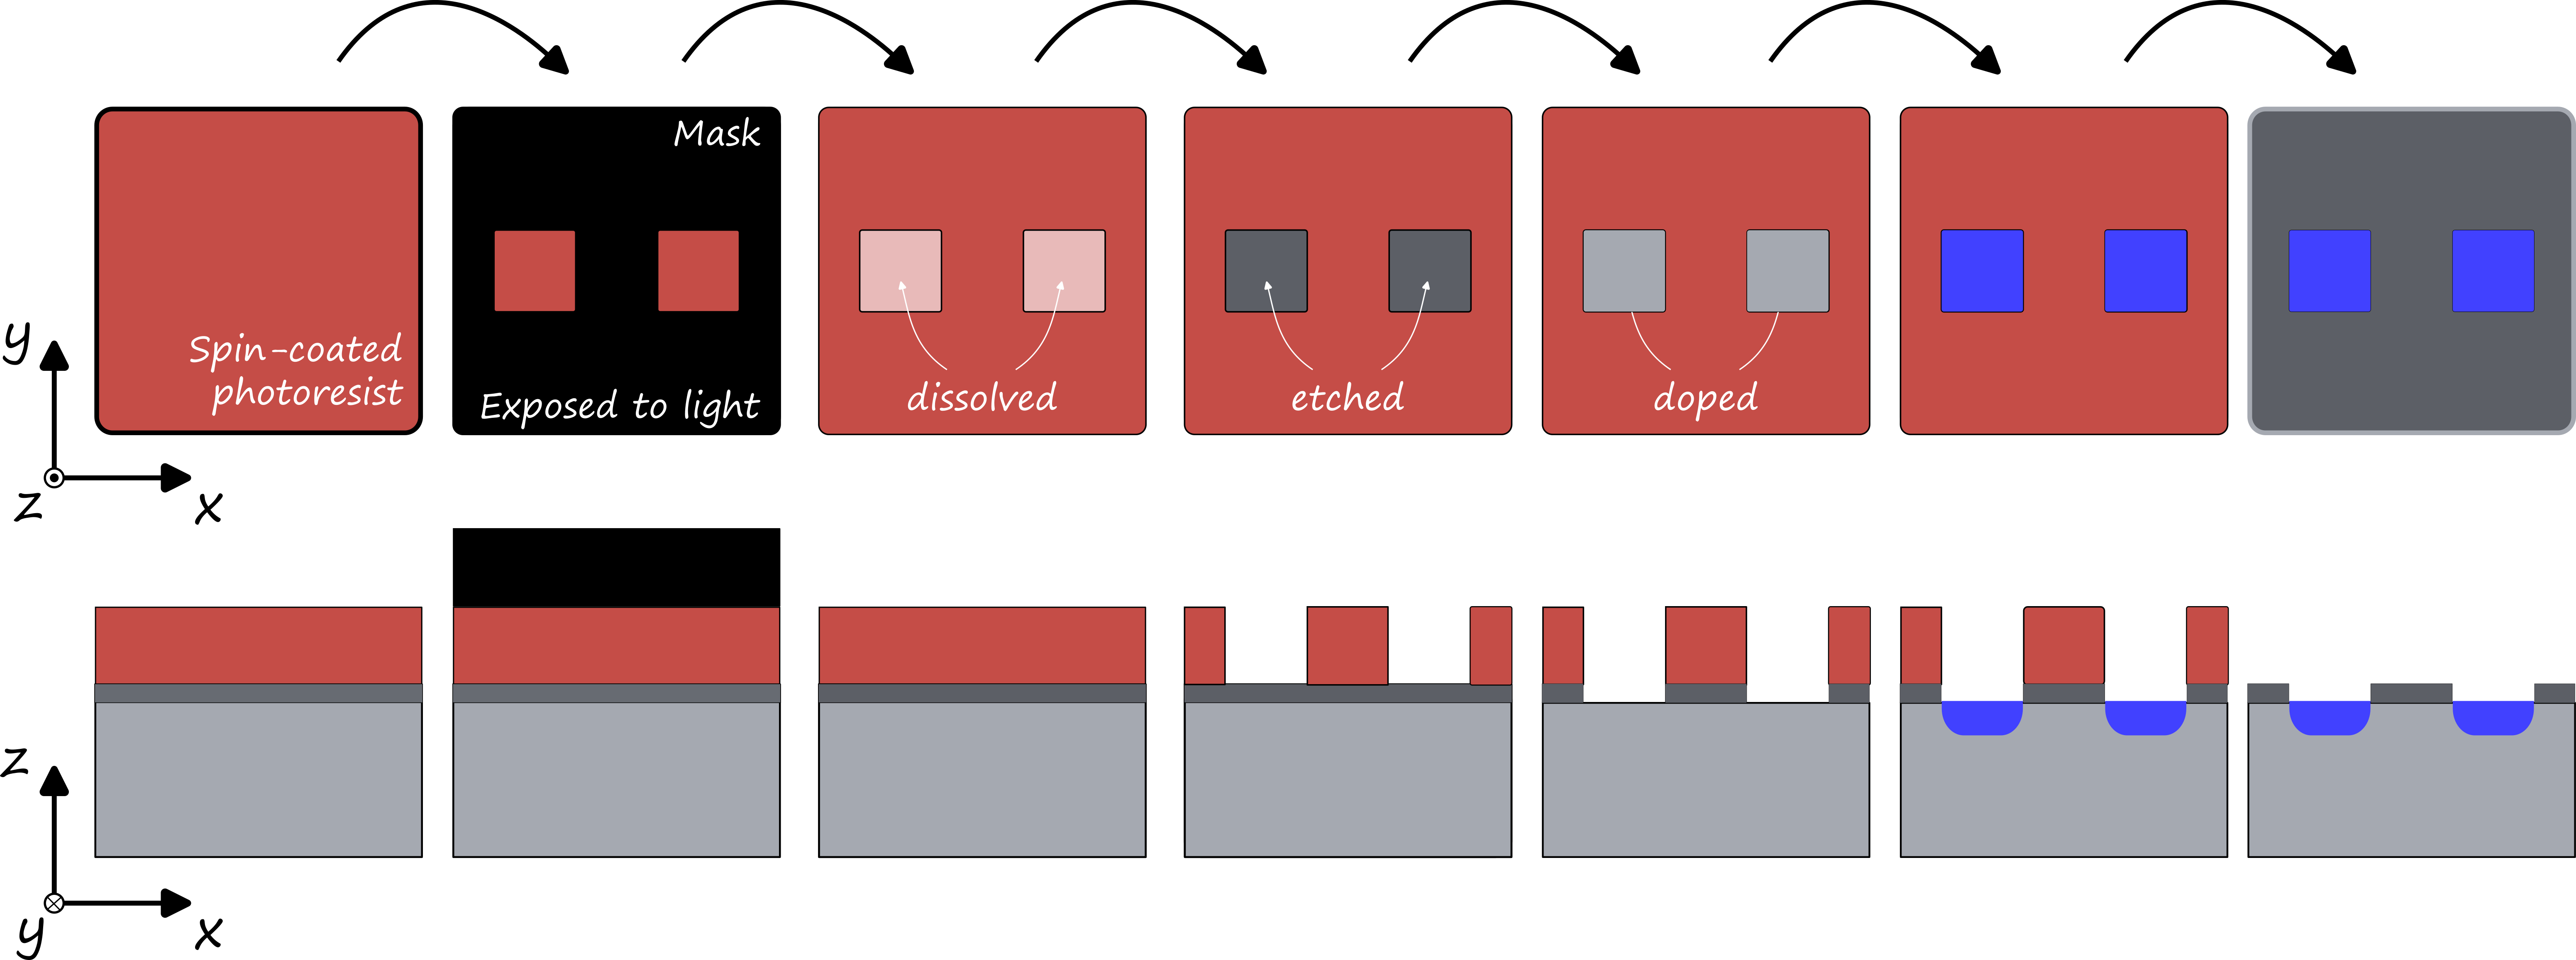 Mask
Spin-coated
photoresist
Exposed to light
dissolved
etched
doped
y
z
x
z
y
x